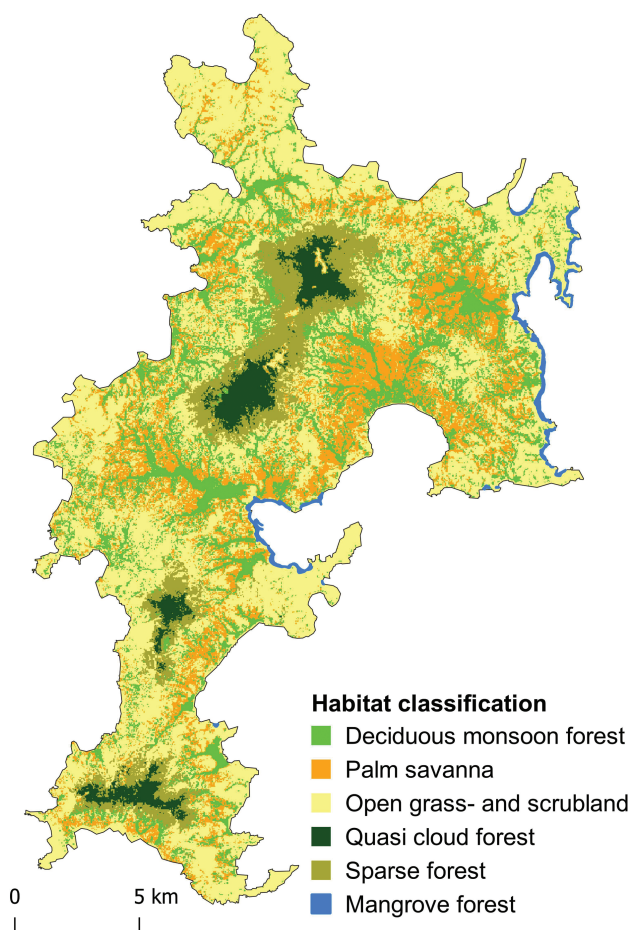 Habitat classification
Deciduous monsoon forest
Palm savanna
Open grass- and scrubland
Quasi cloud forest
Sparse forest
Mangrove forest
0 5 km